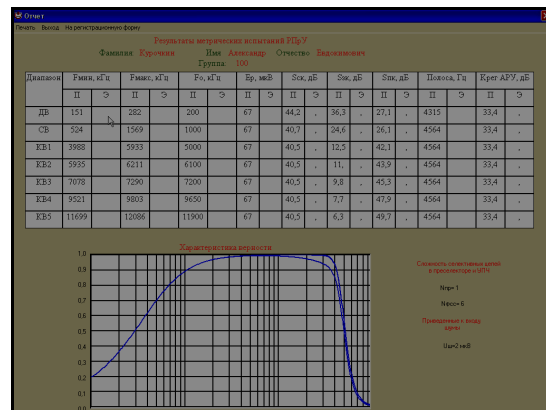 Отчет
Печать Выход На регистрационную форму
Результаты метрических испытаний РПрУ
Фамилия Курочкин Имя Александр Отчество Евдокимович
Группа 100
Диапазон Fмин, кГц Fмакс, кГц Fo, кГц Ер, мкВ Sск, дБ Sзк, дБ Sпк, дБ Полоса, Гц Крег АРУ, дБ
П Э П Э П Э П Э П Э П Э П Э П Э П Э
ДВ 151 282 200 67 44,2 , 36,3 , 27,1 , 4315 33,4 ,
СВ 524 1569 1000 67 40,7 , 24,6 , 26,1 , 4564 33,4 ,
КВ1 3988 5933 5000 67 40,5 , 12,5 , 42,1 , 4564 33,4 ,
КВ2 5935 6211 6100 67 40,5 , 11, , 43,9 , 4564 33,4 ,
КВ3 7078 7290 7200 67 40,5 , 9,8 , 45,3 , 4564 33,4 ,
КВ4 9521 9803 9650 67 40,5 , 7,7 , 47,9 , 4564 33,4 ,
КВ5 11699 12086 11900 67 40,5 , 6,3 , 49,7 , 4564 33,4 ,
Характеристика верности
1.0
0.9
0.8
0.7
0.6
0.5
0.4
0.3
0.2
0.1
0.0
Сложность селективных цепей
в преселекторе и УПЧ
Nпр= 1
Nфсс= 6
Приведенные к входу
шумы
Uш=2 мкВ